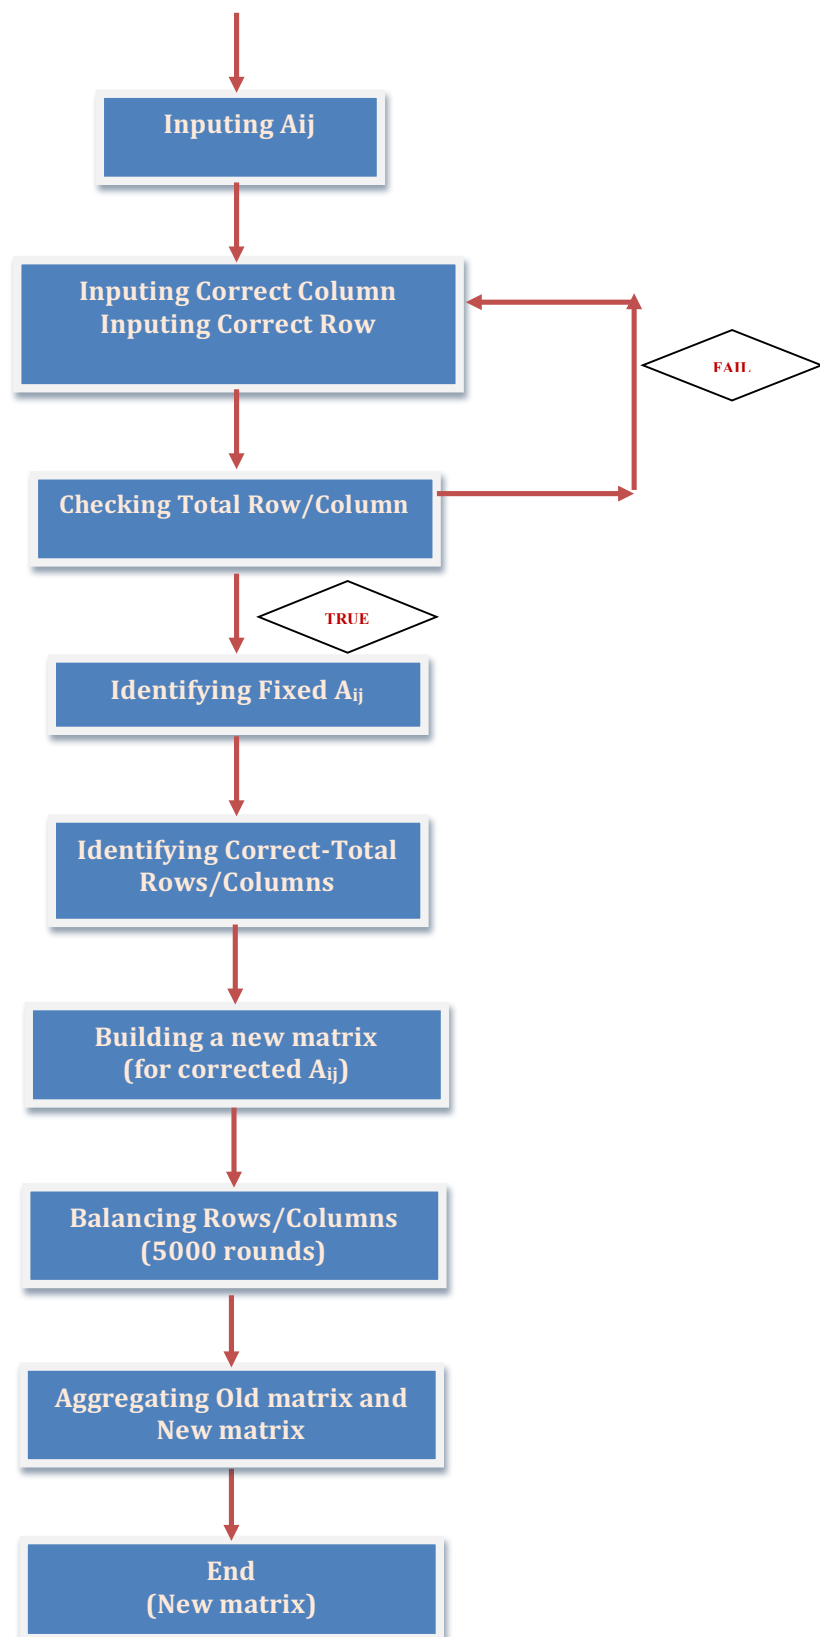 Inputing Aij
Inputing Correct Column
Inputing Correct Row
FAIL
Checking Total Row/Column
TRUE
Identifying Fixed Aij
Identifying Correct-Total
Rows/Columns
Building a new matrix
(for corrected Aij)
Balancing Rows/Columns
(5000 rounds)
Aggregating Old matrix and
New matrix
End
(New matrix)